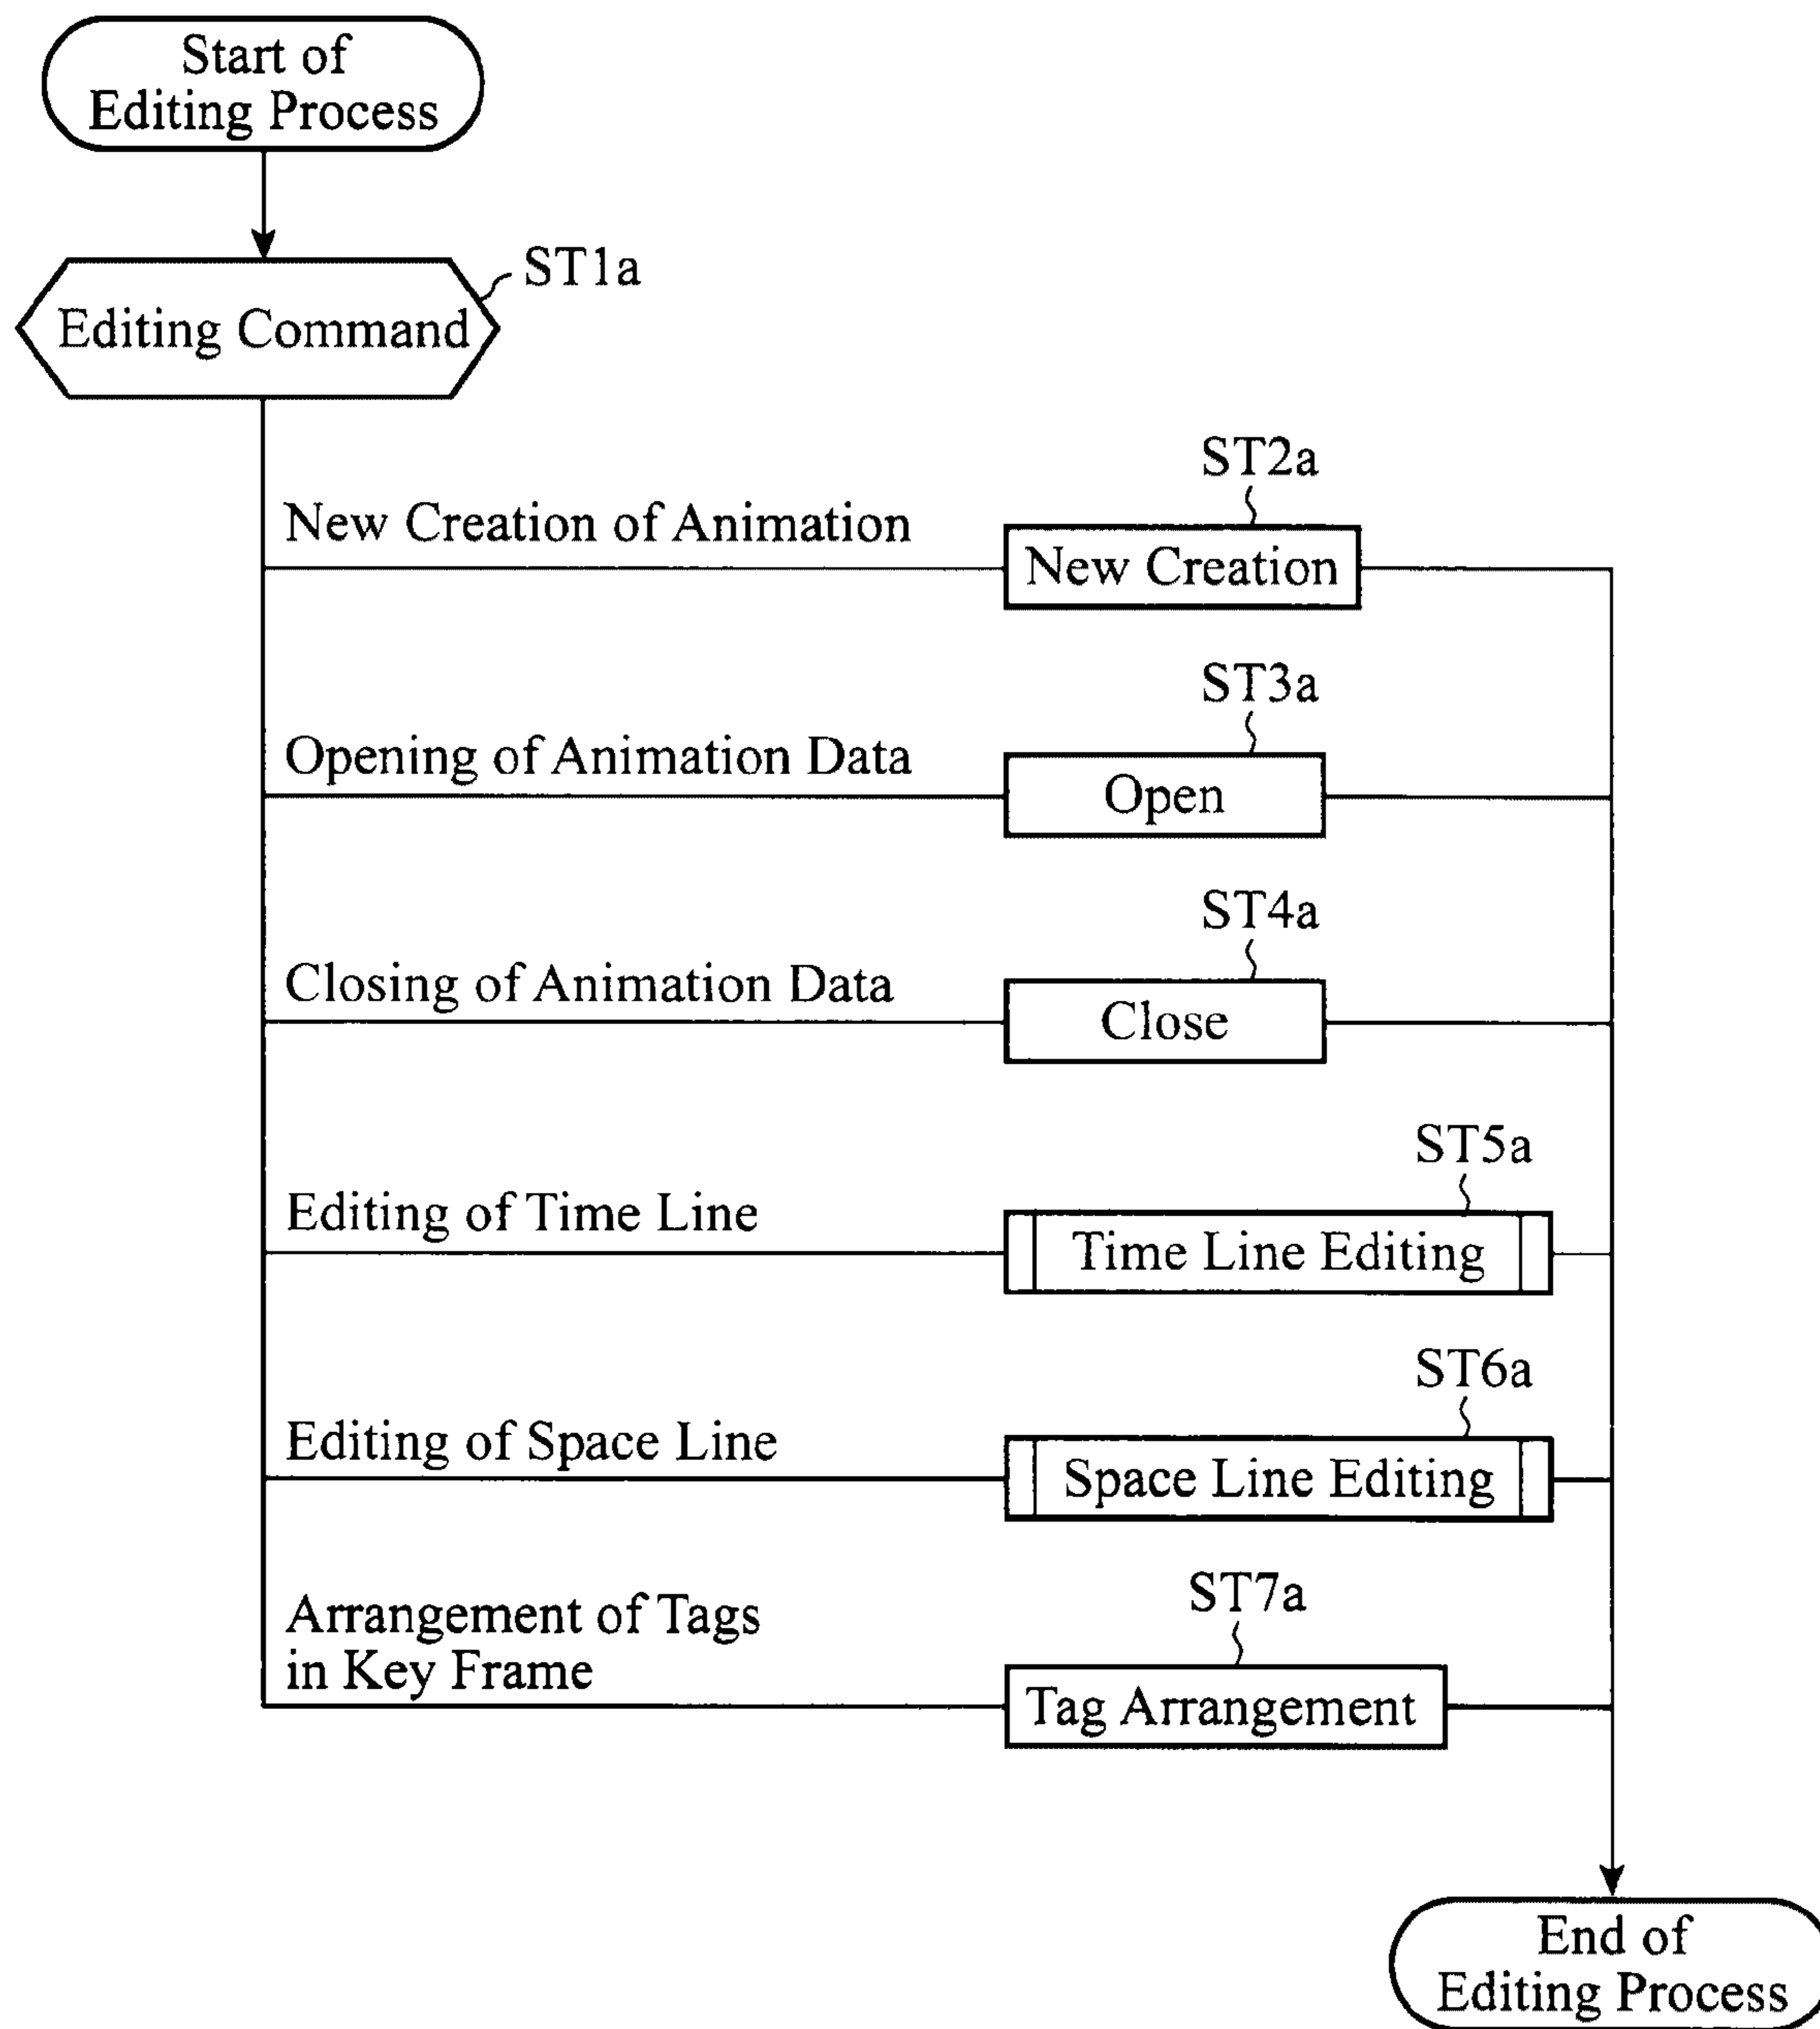 Start of
Editing Process
ST1a
Editing Command
ST2a
New Creation of Animation
New Creation
ST3a
Opening of Animation Data
Open
ST4a
Closing of Animation Data
Close
ST5a
Editing of Time Line
Time Line Editing
ST6a
Editing of Space Line
Space Line Editing
ST7a
Arrangement of Tags
in Key Frame
Tag Arrangement
End of
Editing Process